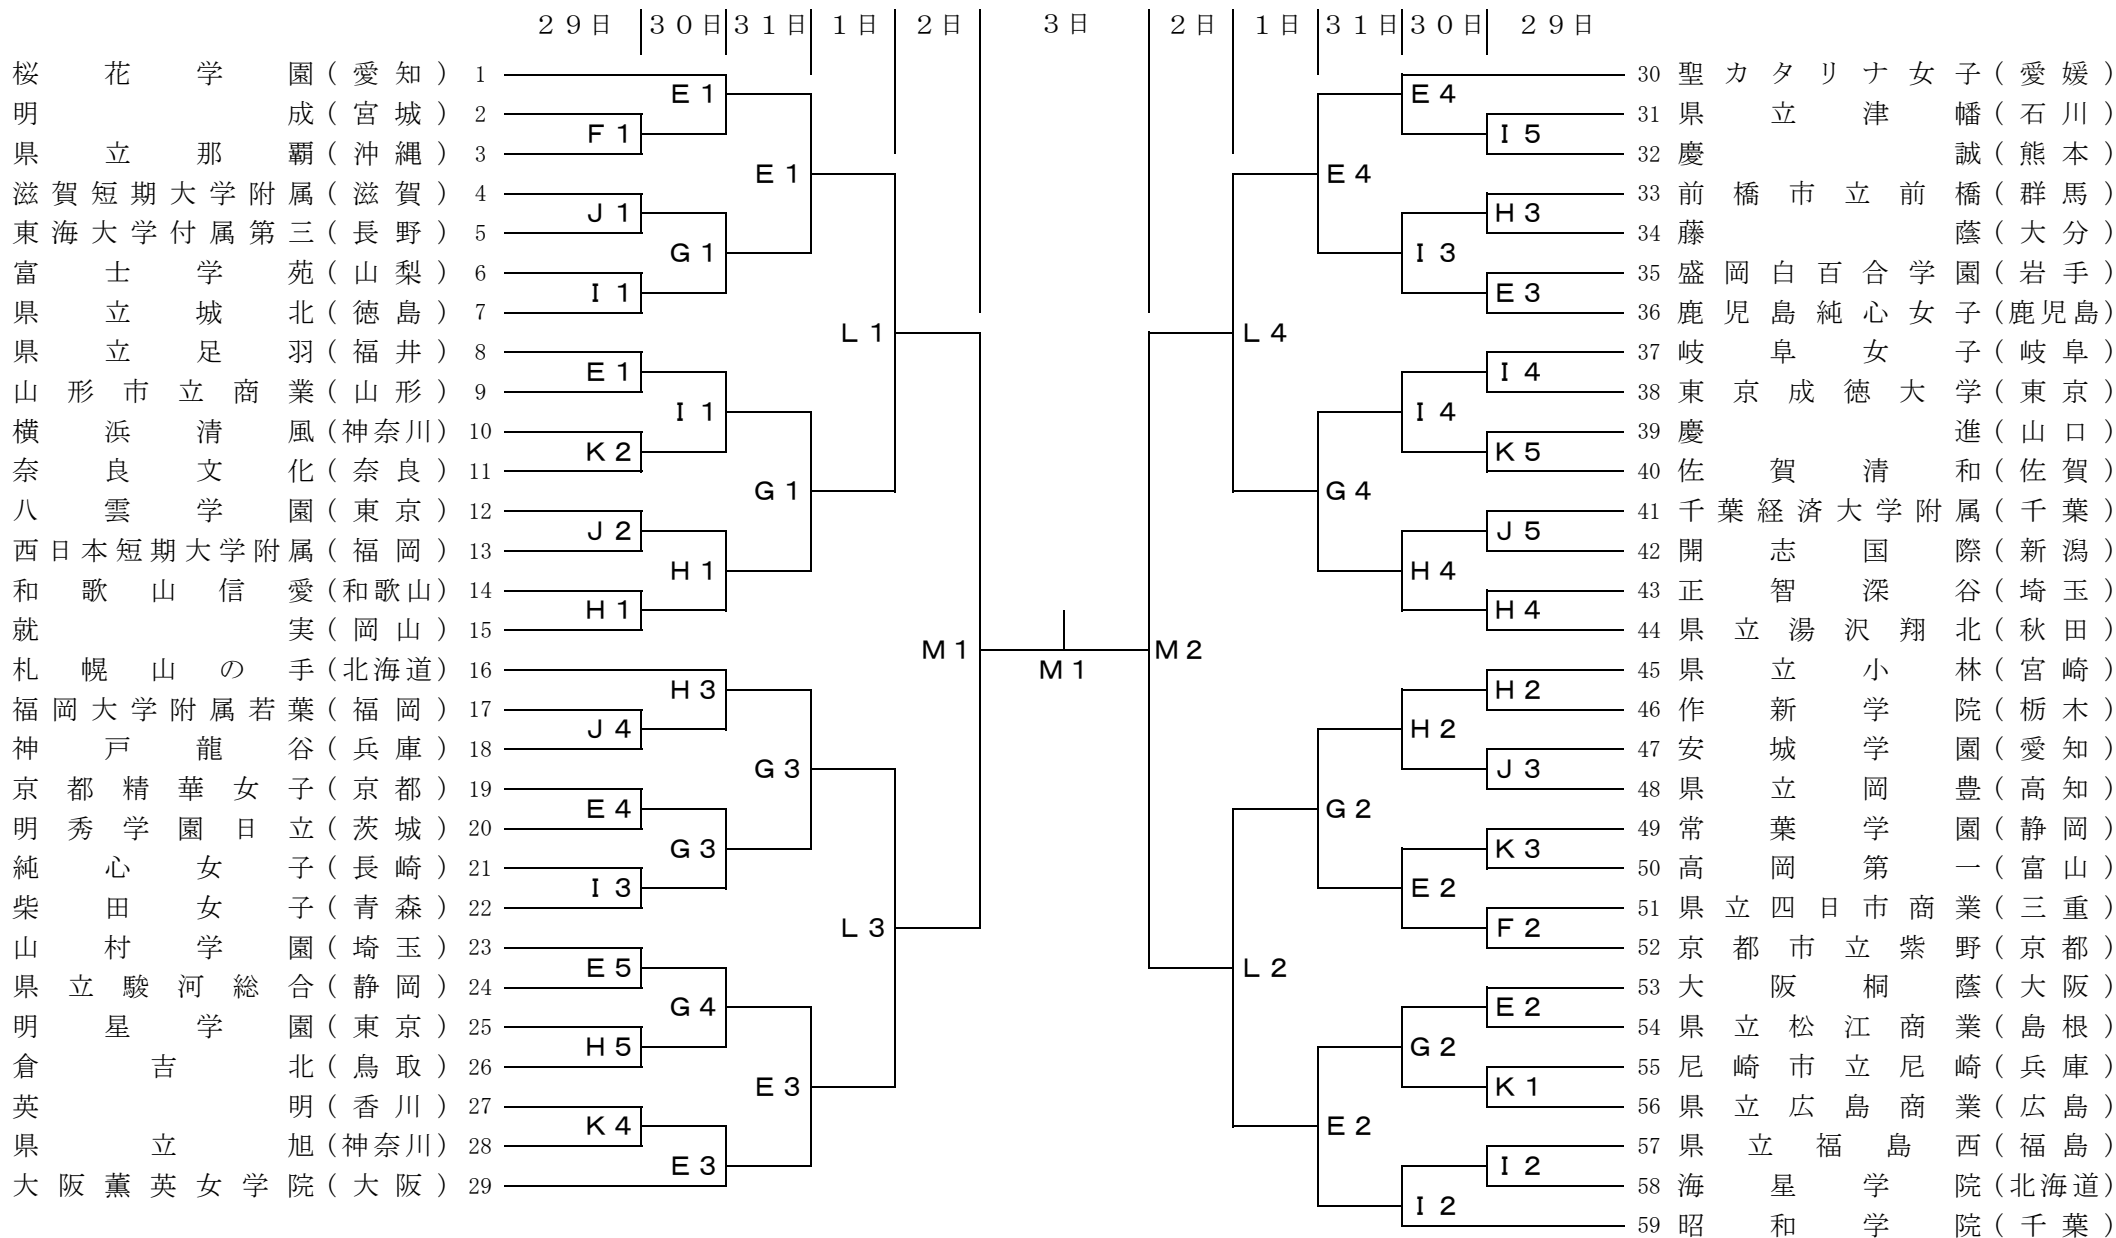 ２９日 ３０日 ３１日 １日 ２日 ３日 ２日 １日 ３１日 ３０日 ２９日
桜花学園(愛知) 1
明成(宮城) 2
県立那覇(沖縄) 3
滋賀短期大学附属(滋賀) 4
東海大学付属第三(長野) 5
富士学苑(山梨) 6
県立城北(徳島) 7
県立足羽(福井) 8
山形市立商業(山形) 9
横浜清風(神奈川) 10
奈良文化(奈良) 11
八雲学園(東京) 12
西日本短期大学附属(福岡) 13
和歌山信愛(和歌山) 14
就実(岡山) 15
札幌山の手(北海道) 16
福岡大学附属若葉(福岡) 17
神戸龍谷(兵庫) 18
京都精華女子(京都) 19
明秀学園日立(茨城) 20
純心女子(長崎) 21
柴田女子(青森) 22
山村学園(埼玉) 23
県立駿河総合(静岡) 24
明星学園(東京) 25
倉吉北(鳥取) 26
英明(香川) 27
県立旭(神奈川) 28
大阪薫英女学院(大阪) 29
Ｆ１
Ｊ１
Ｉ１
Ｅ１
Ｋ２
Ｊ２
Ｈ１
Ｊ４
Ｅ４
Ｉ３
Ｅ５
Ｈ５
Ｋ４
Ｅ１
Ｇ１
Ｉ１
Ｈ１
Ｈ３
Ｇ３
Ｇ４
Ｅ３
Ｅ１
Ｇ１
Ｇ３
Ｅ３
Ｌ１
Ｌ３
Ｍ１
Ｍ１
Ｍ２
Ｌ４
Ｌ２
Ｅ４
Ｇ４
Ｇ２
Ｅ２
Ｅ４
Ｉ３
Ｉ４
Ｈ４
Ｈ２
Ｅ２
Ｇ２
Ｉ２
Ｉ５
Ｈ３
Ｅ３
Ｉ４
Ｋ５
Ｊ５
Ｈ４
Ｈ２
Ｊ３
Ｋ３
Ｆ２
Ｅ２
Ｋ１
Ｉ２
30 聖カタリナ女子(愛媛)
31 県立津幡(石川)
32 慶誠(熊本)
33 前橋市立前橋(群馬)
34 藤蔭(大分)
35 盛岡白百合学園(岩手)
36 鹿児島純心女子(鹿児島)
37 岐阜女子(岐阜)
38 東京成徳大学(東京)
39 慶進(山口)
40 佐賀清和(佐賀)
41 千葉経済大学附属(千葉)
42 開志国際(新潟)
43 正智深谷(埼玉)
44 県立湯沢翔北(秋田)
45 県立小林(宮崎)
46 作新学院(栃木)
47 安城学園(愛知)
48 県立岡豊(高知)
49 常葉学園(静岡)
50 高岡第一(富山)
51 県立四日市商業(三重)
52 京都市立紫野(京都)
53 大阪桐蔭(大阪)
54 県立松江商業(島根)
55 尼崎市立尼崎(兵庫)
56 県立広島商業(広島)
57 県立福島西(福島)
58 海星学院(北海道)
59 昭和学院(千葉)